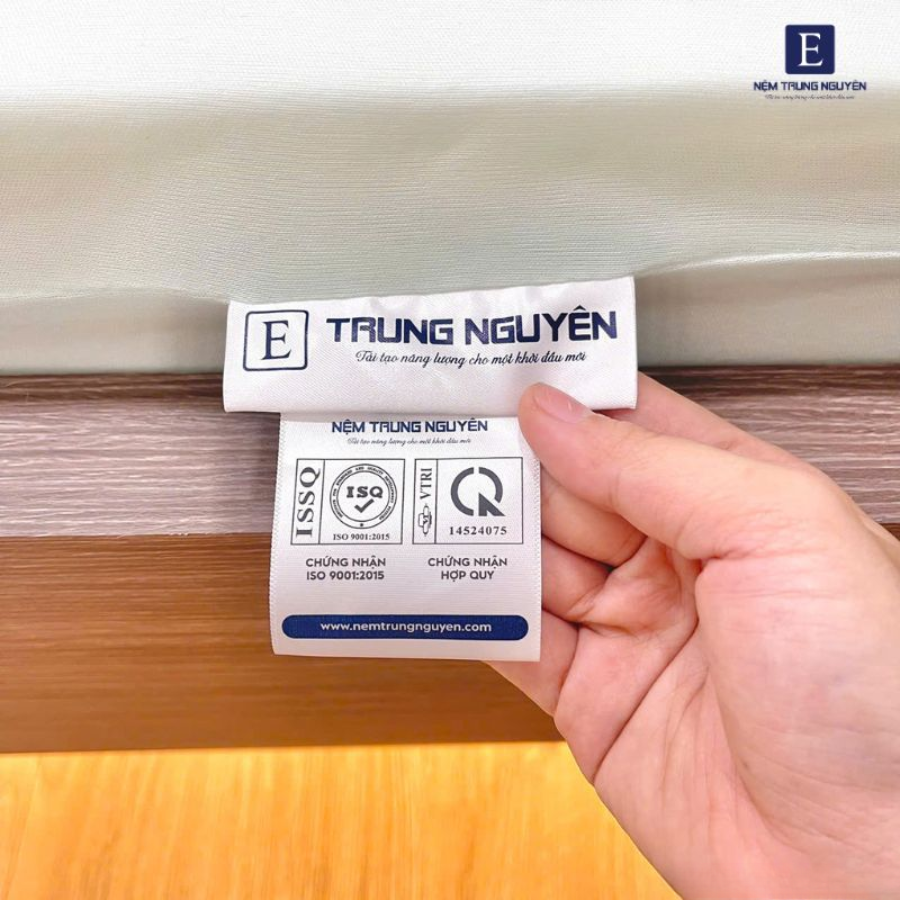 E
NỆM TRUNG NGUYÊN
E
TRUNG NGUYÊN
Tái tạo năng lượng cho một khởi đầu mới
NỆM TRUNG NGUYÊN
Tái tạo năng lượng cho một khởi đầu mới
ISSQ
ISQ
ISO 9001:2015
VTRI
14524075
CHỨNG NHẬN
ISO 9001:2015
CHỨNG NHẬN
HỢP QUY
www.nemtrungnguyen.com